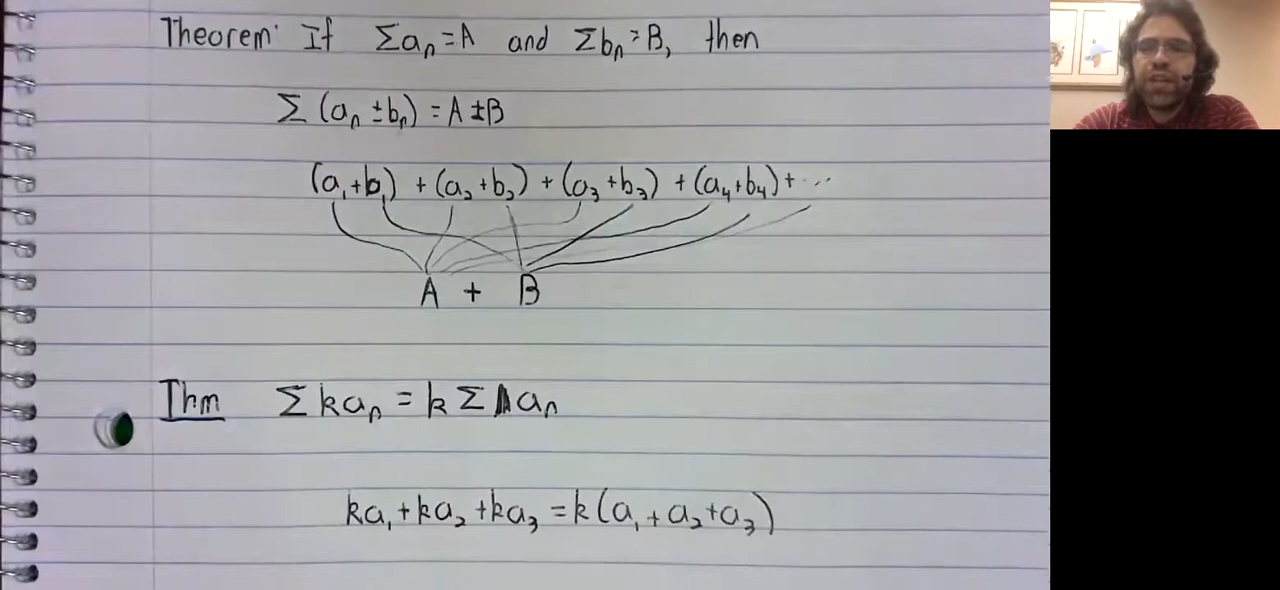 Theorem: If Σaₙ = A and Σbₙ = B, then
Σ (aₙ ± bₙ) = A ± B
(a₁+b₁) + (a₂+b₂) + (a₃+b₃) + (a₄+b₄) + ...
A + B
Thm Σ kaₙ = k Σ aₙ
ka₁ + ka₂ + ka₃ = k(a₁ + a₂ + a₃)